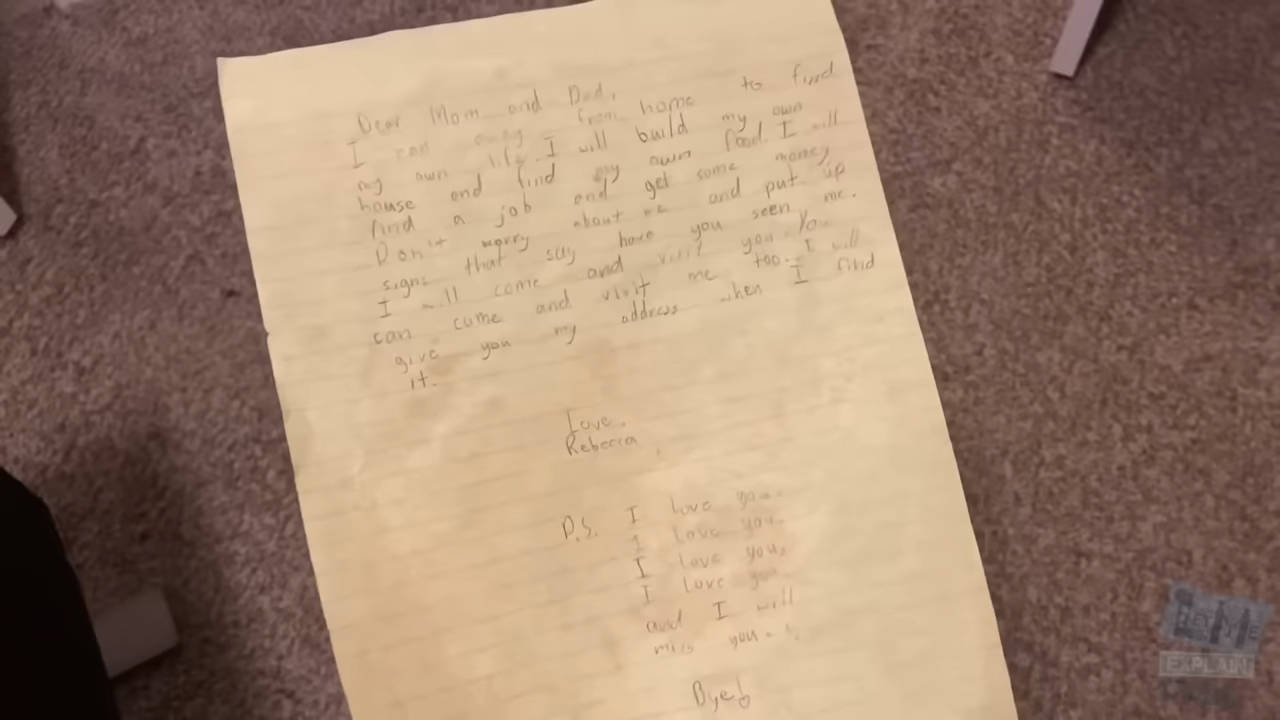 Dear Mom and Dad,
I ran away from home to find
my own life. I will build my own
house and find my own food. I will
find a job and get some money
Don't worry about me and put up
signs that say have you seen me.
I will come and visit you. You
can come and visit me too. I will
give you my address when I find
it.
Love,
Rebecca
P.S. I love you.
I love you.
I love you,
I love you
and I will
miss you.
Bye!
LET ME
EXPLAIN